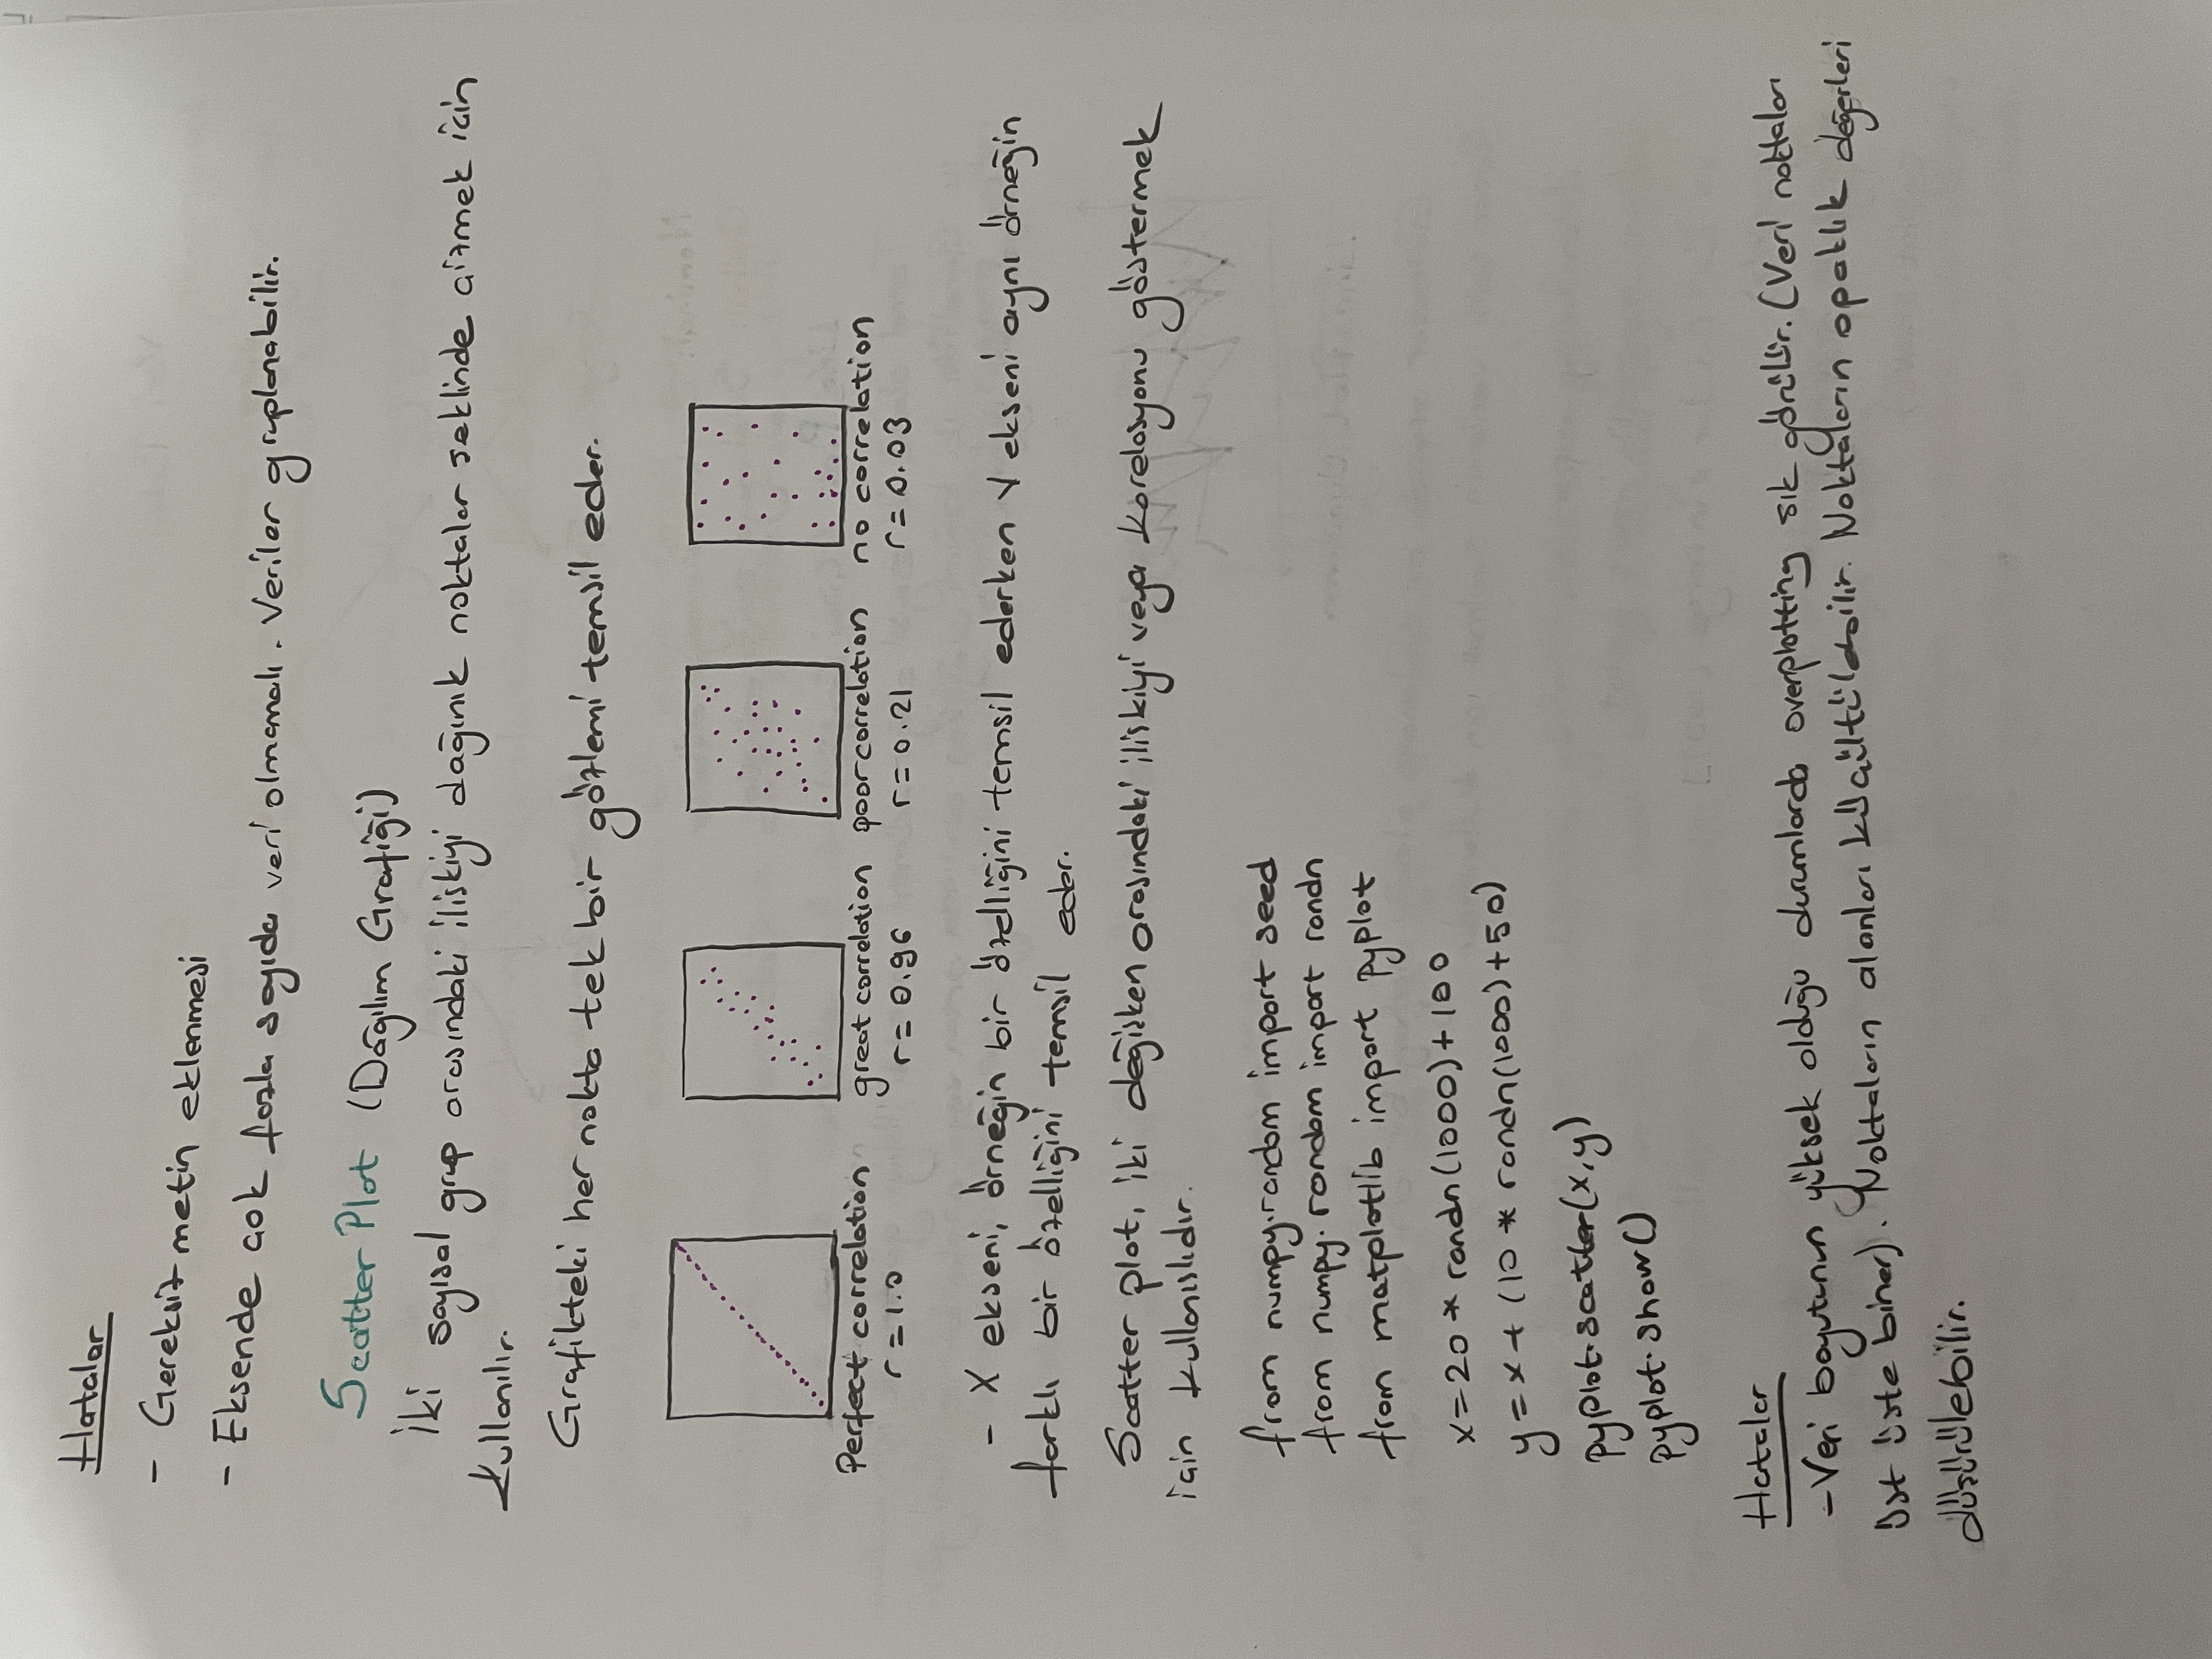 Hatalar
- Gereksiz metin eklenmesi
- Eksende çok fazla sayıda veri olmamalı. Veriler gruplanabilir.
Scatter Plot (Dağılım Grafiği)
İki sayısal grup arasındaki iliskiyi dağınık noktalar seklinde çizmek için
kullanılır.
Grafikteki her nokta tek bir gözlemi temsil eder.
Perfect correlation great correlation poor correlation no correlation
r = 1.0 r = 0.96 r = 0.21 r = 0.03
- X ekseni, örneğin bir özelliğini temsil ederken Y ekseni aynı örneğin
farklı bir özelliğini temsil eder.
Scatter plot, iki değisken arasındaki iliskiyi veya korelasyonu göstermek
için kullanıslıdır.
from numpy.random import seed
from numpy.random import randn
from matplotlib import pyplot
x = 20 * randn(1000) + 100
y = x + (10 * randn(1000) + 50)
pyplot.scatter(x,y)
pyplot.show()
Hatalar
- Veri boyutunun yüksek olduğu durumlarda overplotting sık görülür. (Veri noktaları
üst üste biner). Noktaların alanları küçültülebilir. Noktaların opaklık değerleri
düşürülebilir.